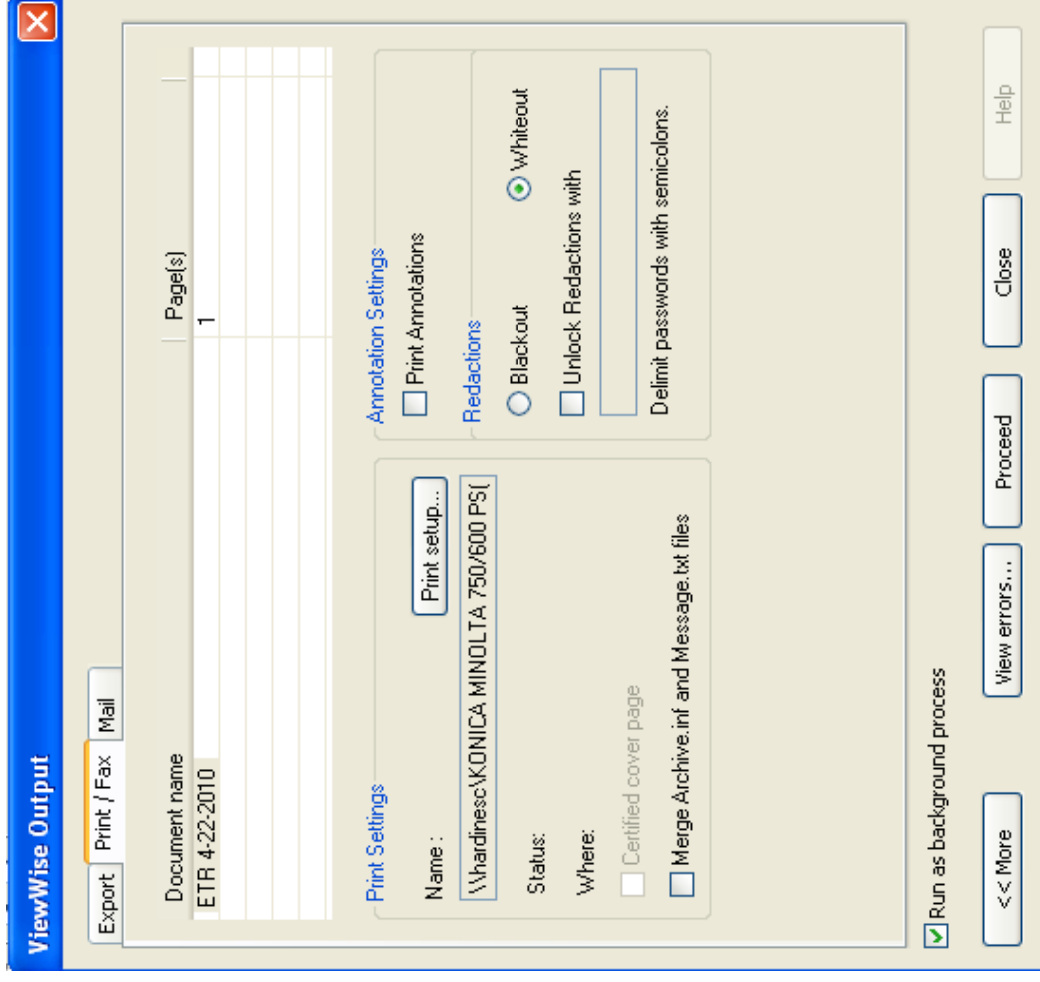 ViewWise Output
Export Print / Fax Mail
Document name Page(s)
ETR 4-22-2010 1
Print Settings
Name :
Print setup...
\\hardinesc\KONICA MINOLTA 750/600 PS(
Status:
Where:
Certified cover page
Merge Archive.inf and Message.txt files
Annotation Settings
Print Annotations
Redactions
Blackout Whiteout
Unlock Redactions with
Delimit passwords with semicolons.
Run as background process
<< More View errors... Proceed Close Help